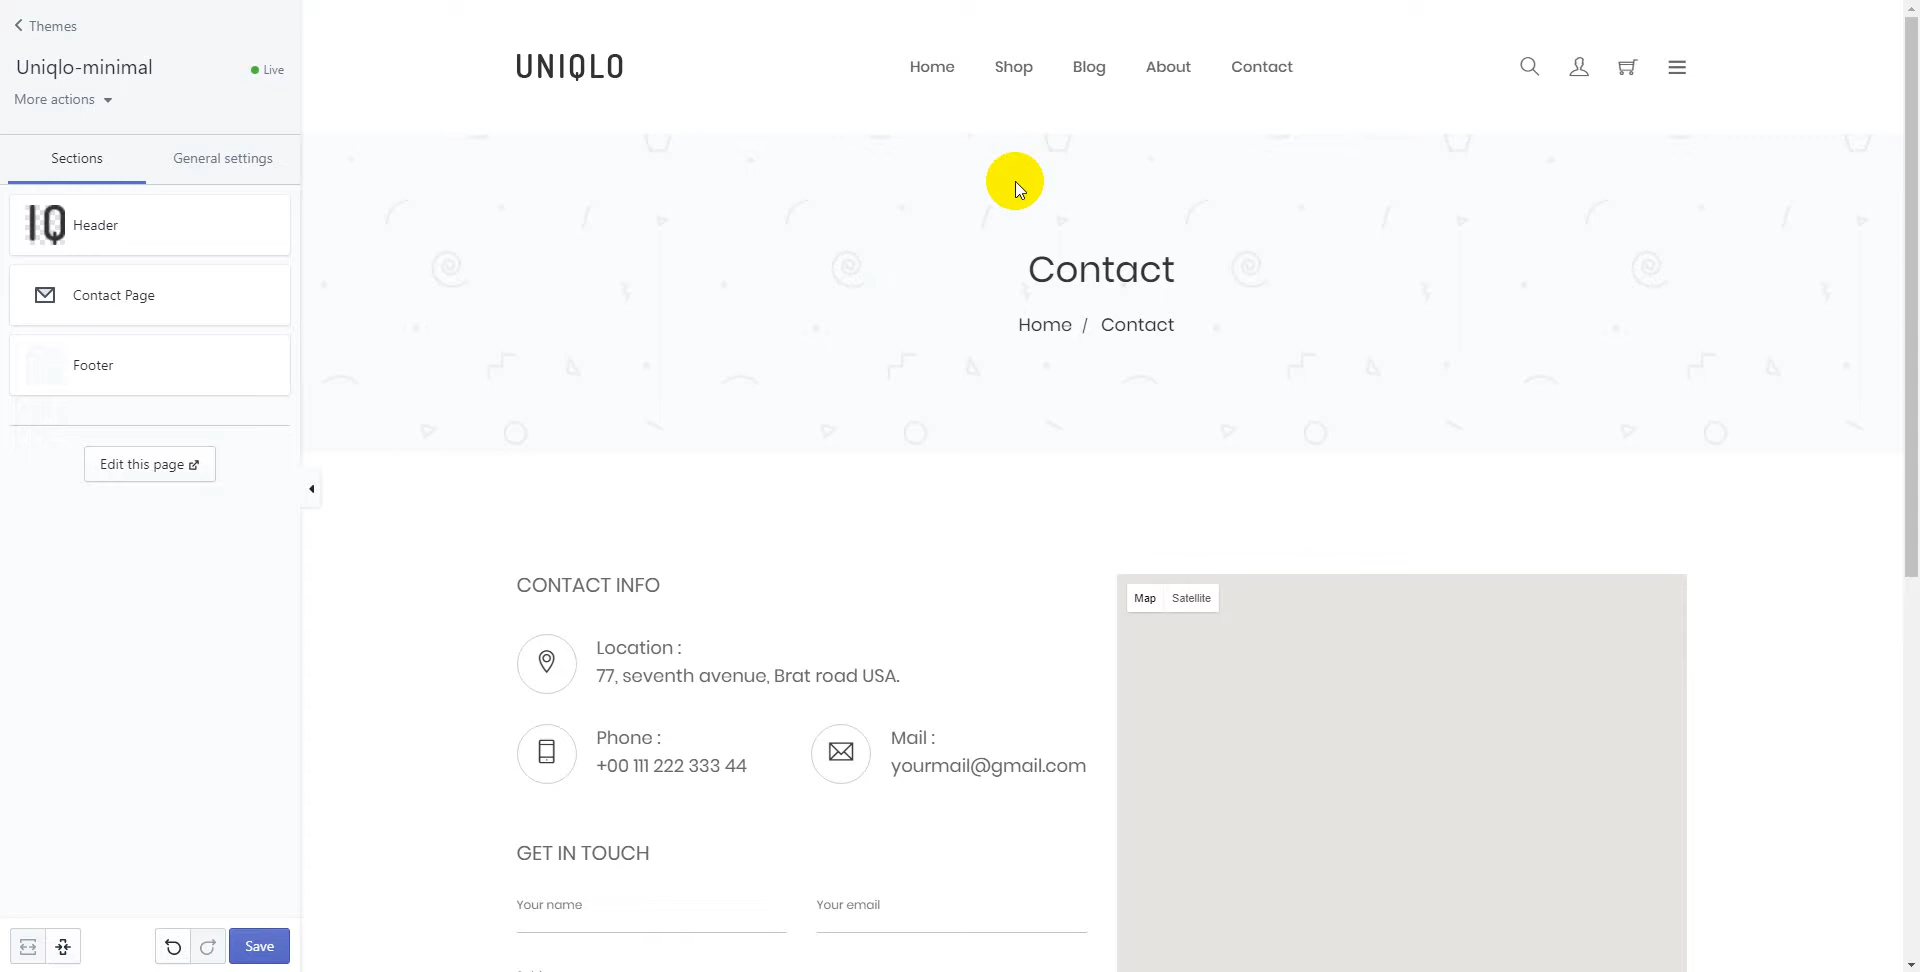 Themes
Uniqlo-minimal
Live
More actions
Sections
General settings
IQ Header
Contact Page
Footer
Edit this page
Save
UNIQLO
Home
Shop
Blog
About
Contact
Contact
Home / Contact
CONTACT INFO
Location :
77, seventh avenue, Brat road USA.
Phone :
+00 111 222 333 44
Mail :
yourmail@gmail.com
GET IN TOUCH
Your name
Your email
Map
Satellite